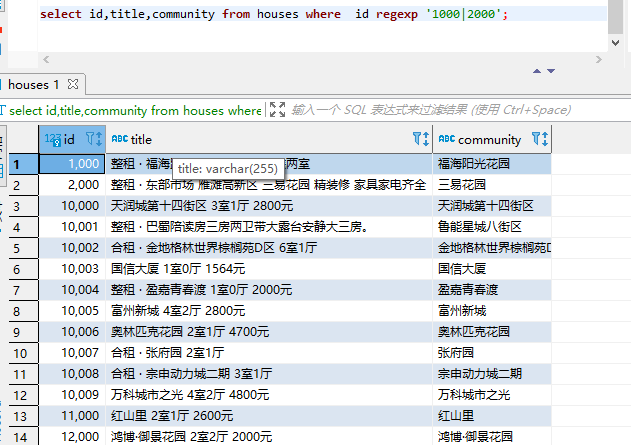 select id,title,community from houses where id regexp '1000|2000';
houses 1
select id,title,community from houses where
输入一个 SQL 表达式来过滤结果 (使用 Ctrl+Space)
123 id ABC title ABC community
1 1,000 整租 · 福海 两室 福海阳光花园
title: varchar(255)
2 2,000 整租 · 东部市场 雁滩高新区 三易花园 精装修 家具家电齐全 三易花园
3 10,000 天润城第十四街区 3室1厅 2800元 天润城第十四街区
4 10,001 整租 · 巴蜀陪读房三房两卫带大露台安静大三房。 鲁能星城八街区
5 10,002 合租 · 金地格林世界棕榈苑D区 6室1厅 金地格林世界棕榈苑D区
6 10,003 国信大厦 1室0厅 1564元 国信大厦
7 10,004 整租 · 盈嘉青春渡 1室0厅 2000元 盈嘉青春渡
8 10,005 富州新城 4室2厅 2800元 富州新城
9 10,006 奥林匹克花园 2室1厅 4700元 奥林匹克花园
10 10,007 合租 · 张府园 2室1厅 张府园
11 10,008 合租 · 宗申动力城二期 3室1厅 宗申动力城二期
12 10,009 万科城市之光 4室2厅 4800元 万科城市之光
13 11,000 红山里 2室1厅 2600元 红山里
14 12,000 鸿博·御景花园 2室2厅 2000元 鸿博·御景花园